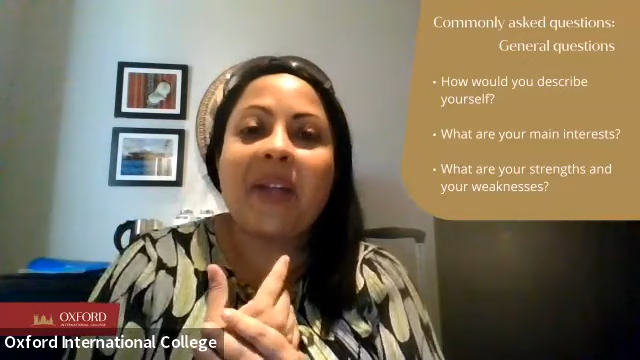 Commonly asked questions:
General questions
• How would you describe
yourself?
• What are your main interests?
• What are your strengths and
your weaknesses?
OXFORD
INTERNATIONAL COLLEGE
Oxford International College